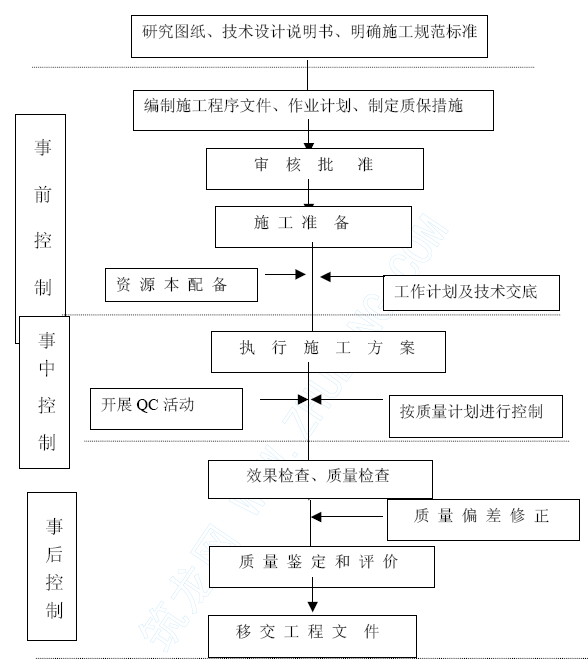 研究图纸、技术设计说明书、明确施工规范标准
编制施工程序文件、作业计划、制定质保措施
事前控制
审核批准
施工准备
资源本配备
工作计划及技术交底
事中控制
执行施工方案
开展QC活动
按质量计划进行控制
效果检查、质量检查
事后控制
质量偏差修正
质量鉴定和评价
移交工程文件
筑龙网 WWW.ZHULONG.COM